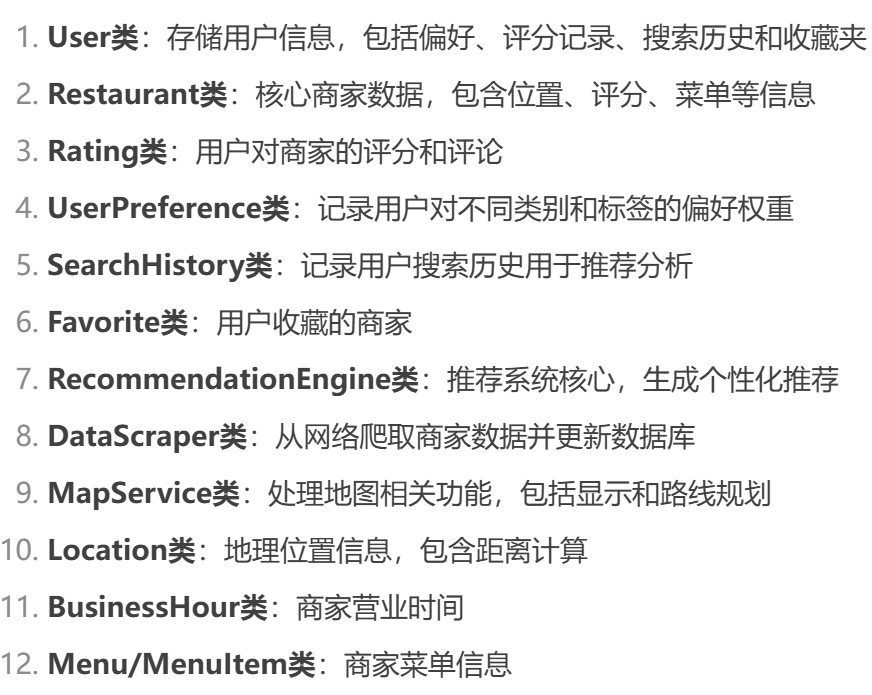 1. User类：存储用户信息，包括偏好、评分记录、搜索历史和收藏夹
2. Restaurant类：核心商家数据，包含位置、评分、菜单等信息
3. Rating类：用户对商家的评分和评论
4. UserPreference类：记录用户对不同类别和标签的偏好权重
5. SearchHistory类：记录用户搜索历史用于推荐分析
6. Favorite类：用户收藏的商家
7. RecommendationEngine类：推荐系统核心，生成个性化推荐
8. DataScraper类：从网络爬取商家数据并更新数据库
9. MapService类：处理地图相关功能，包括显示和路线规划
10. Location类：地理位置信息，包含距离计算
11. BusinessHour类：商家营业时间
12. Menu/MenuItem类：商家菜单信息